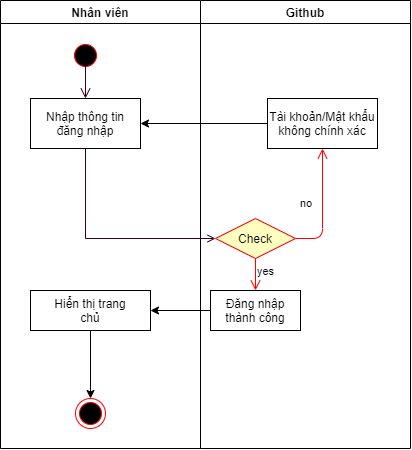 Nhân viên
Github
Nhập thông tin
đăng nhập
Tài khoản/Mật khẩu
không chính xác
no
Check
yes
Hiển thị trang
chủ
Đăng nhập
thành công